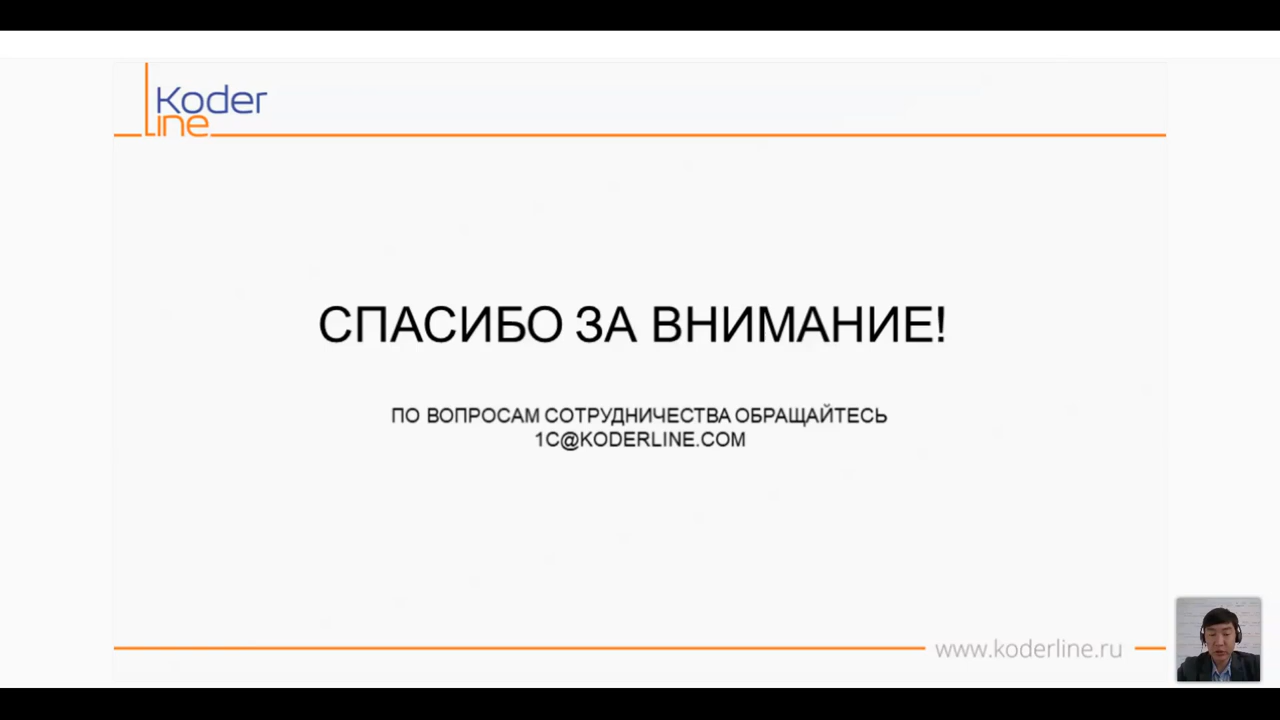 Koder
line
СПАСИБО ЗА ВНИМАНИЕ!
ПО ВОПРОСАМ СОТРУДНИЧЕСТВА ОБРАЩАЙТЕСЬ
1C@KODERLINE.COM
www.koderline.ru